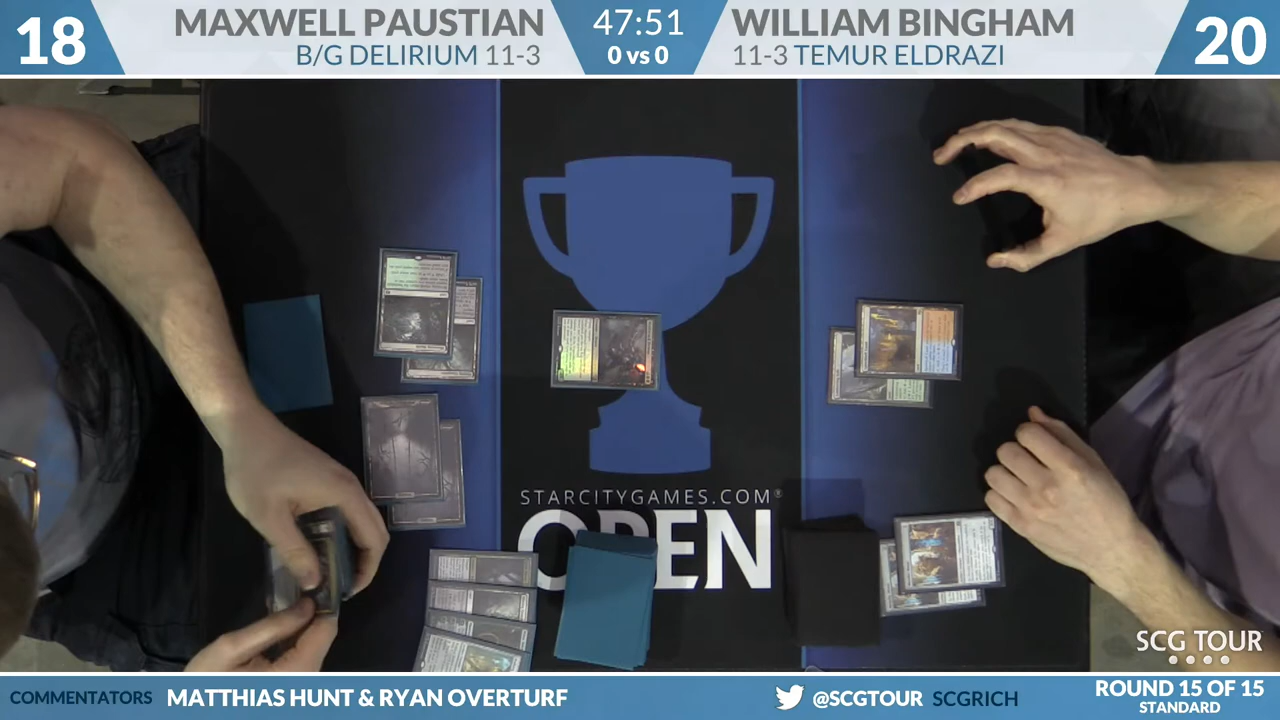 18
MAXWELL PAUSTIAN
B/G DELIRIUM 11-3
47:51
0 vs 0
WILLIAM BINGHAM
11-3 TEMUR ELDRAZI
20
STARCITYGAMES.COM®
OPEN
SCG TOUR
COMMENTATORS MATTHIAS HUNT & RYAN OVERTURF
@SCGTOUR SCGRICH
ROUND 15 OF 15
STANDARD